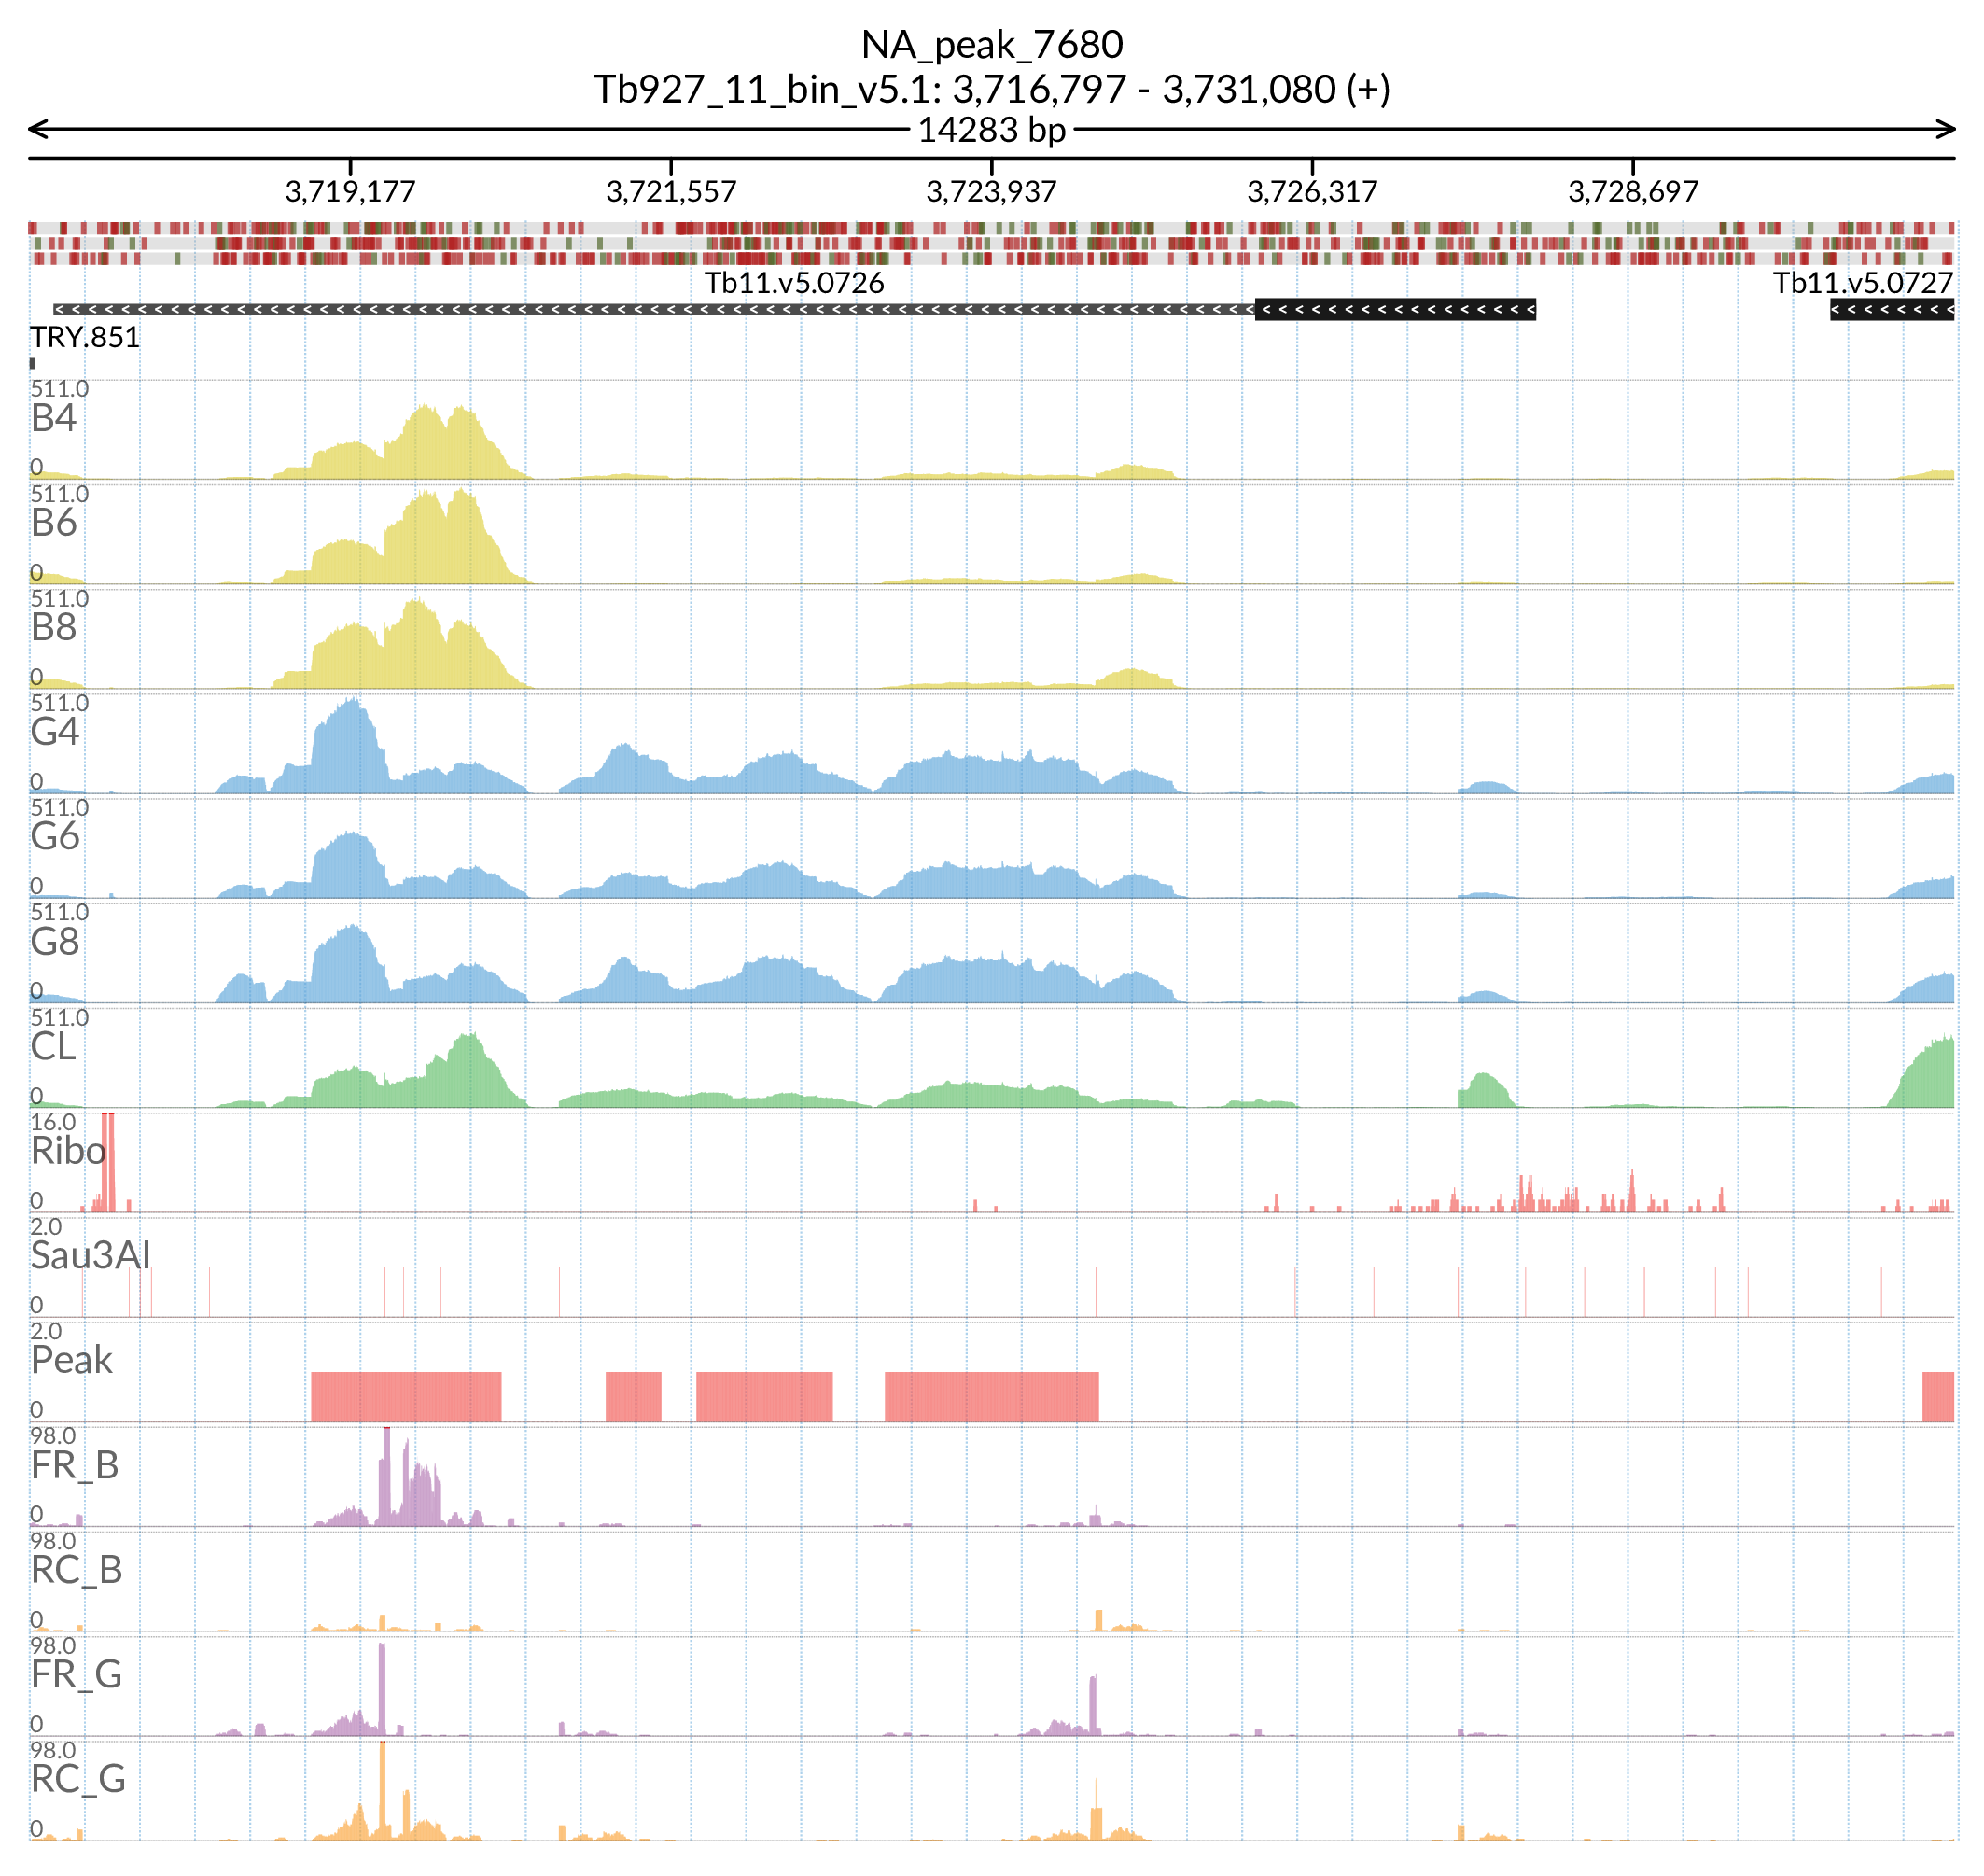 NA_peak_7680
Tb927_11_bin_v5.1: 3,716,797 - 3,731,080 (+)
14283 bp
3,719,177 3,721,557 3,723,937 3,726,317 3,728,697
Tb11.v5.0726 Tb11.v5.0727
TRY.851
511.0
B4
0
511.0
B6
0
511.0
B8
0
511.0
G4
0
511.0
G6
0
511.0
G8
0
511.0
CL
0
16.0
Ribo
0
2.0
Sau3AI
0
2.0
Peak
0
98.0
FR_B
0
98.0
RC_B
0
98.0
FR_G
0
98.0
RC_G
0